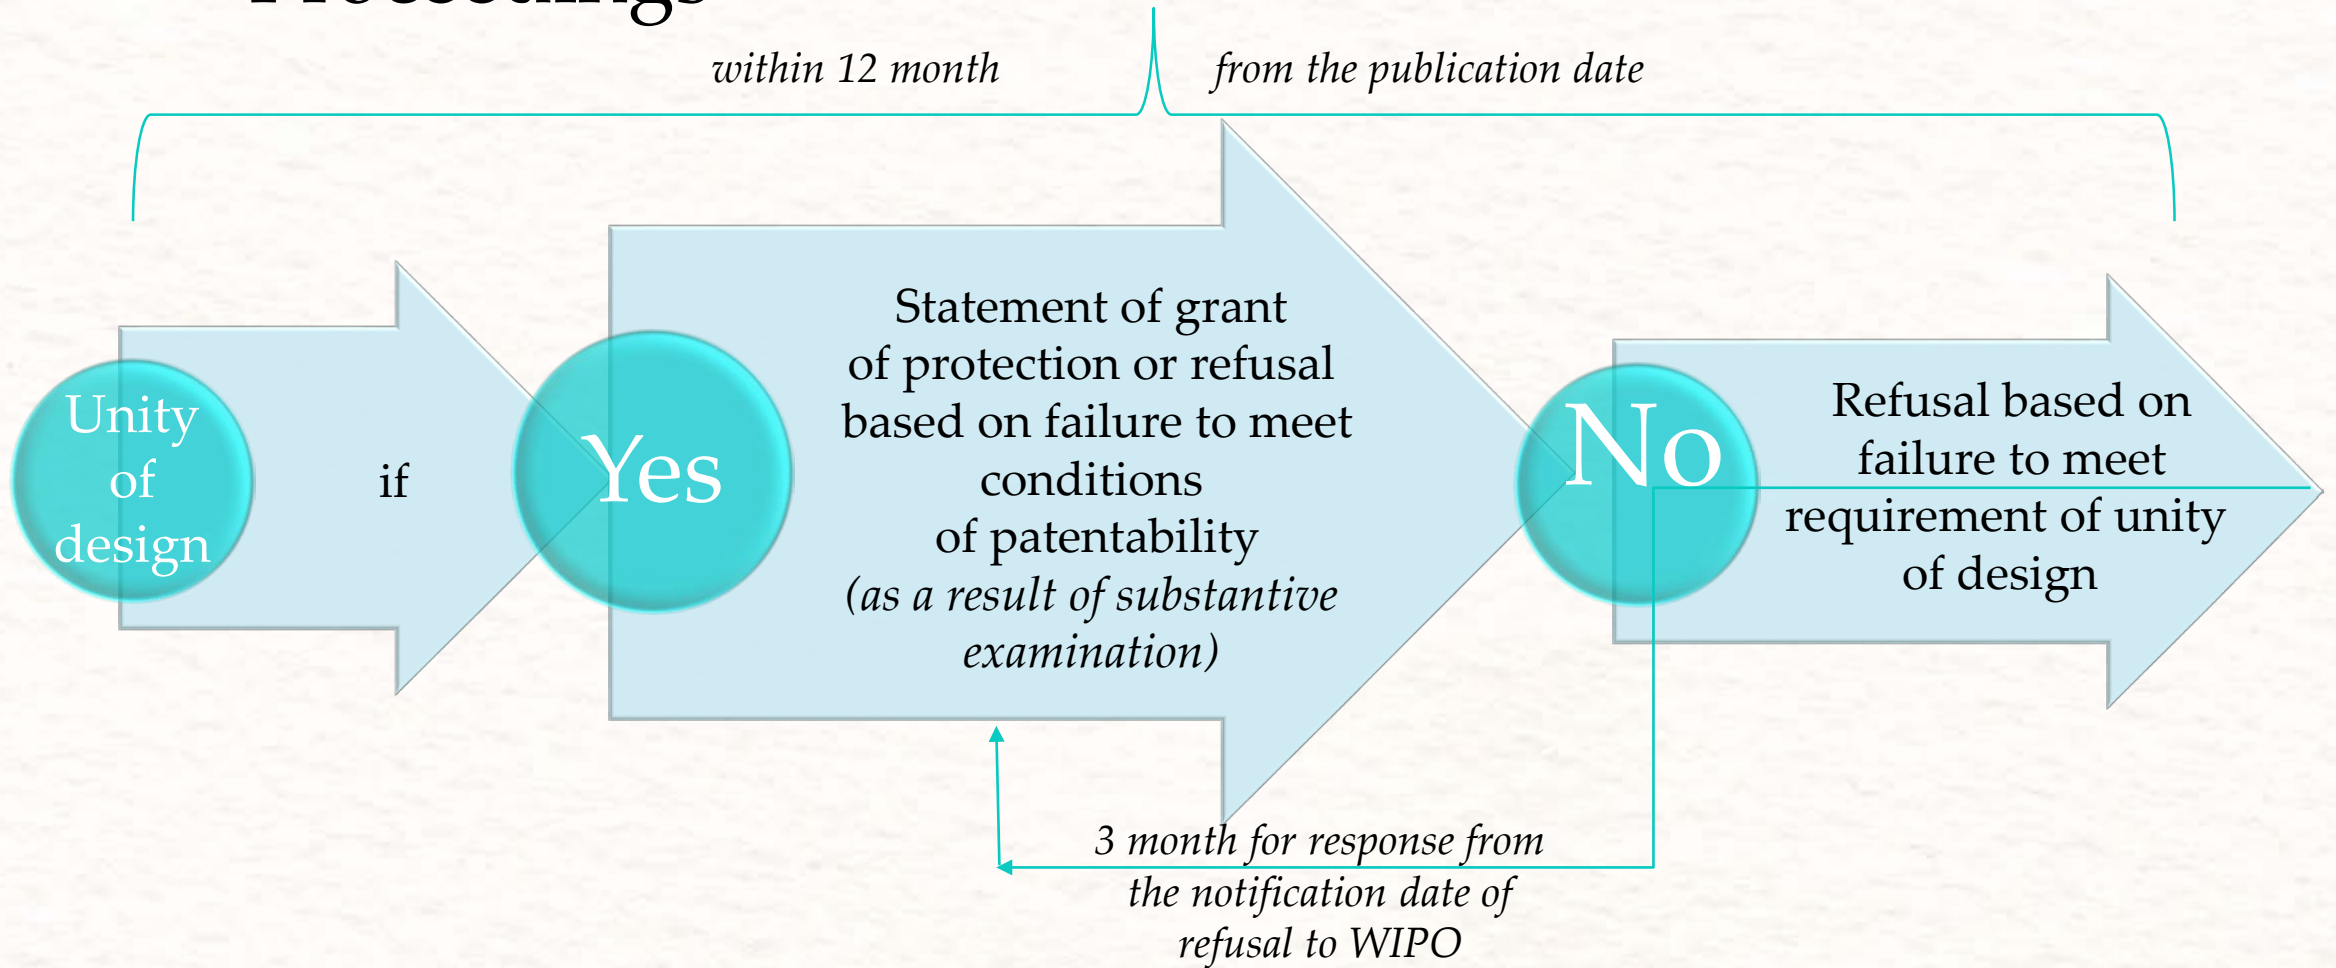 Proceedings
within 12 month
from the publication date
Unity
of
design
if
Yes
Statement of grant
of protection or refusal
based on failure to meet
conditions
of patentability
(as a result of substantive
examination)
No
Refusal based on
failure to meet
requirement of unity
of design
3 month for response from
the notification date of
refusal to WIPO